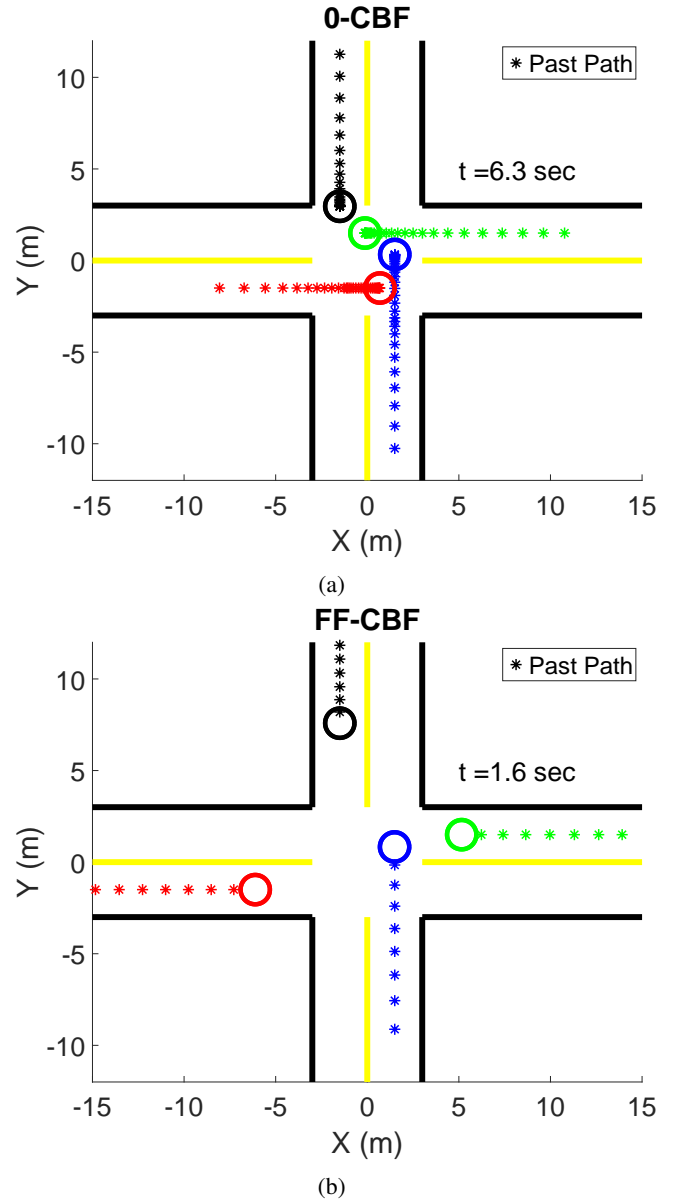 0-CBF
10
5
0
-5
-10
Y (m)
* Past Path
t =6.3 sec
-15 -10 -5 0 5 10 15
X (m)
(a)
FF-CBF
10
5
0
-5
-10
Y (m)
* Past Path
t =1.6 sec
-15 -10 -5 0 5 10 15
X (m)
(b)